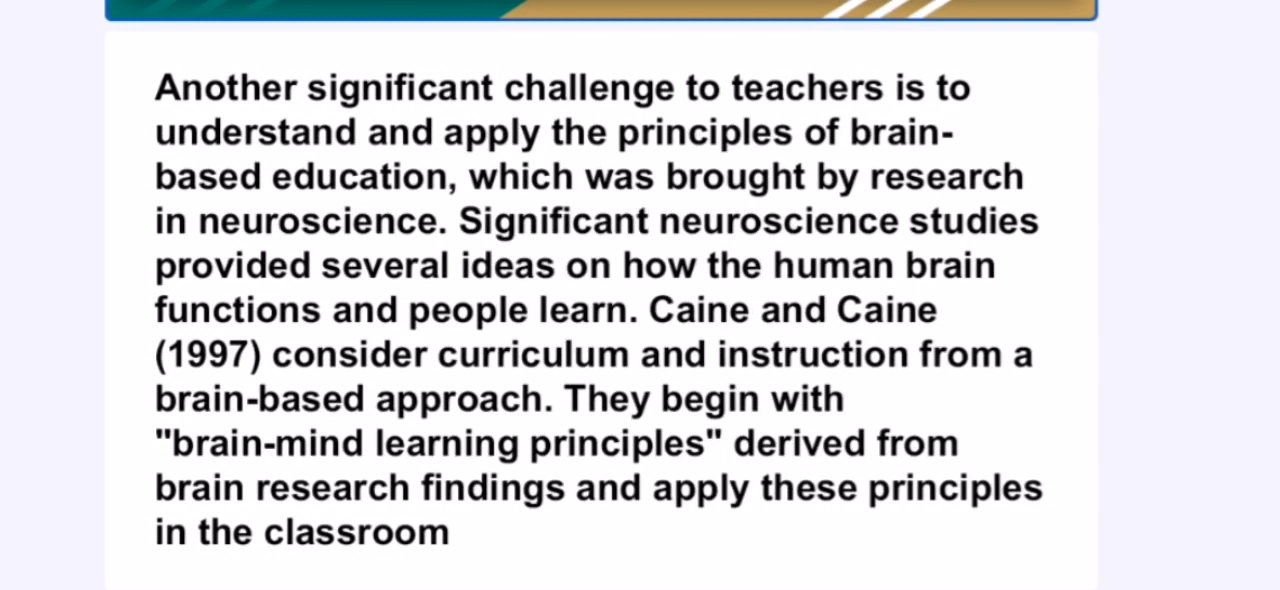 Another significant challenge to teachers is to
understand and apply the principles of brain-
based education, which was brought by research
in neuroscience. Significant neuroscience studies
provided several ideas on how the human brain
functions and people learn. Caine and Caine
(1997) consider curriculum and instruction from a
brain-based approach. They begin with
"brain-mind learning principles" derived from
brain research findings and apply these principles
in the classroom